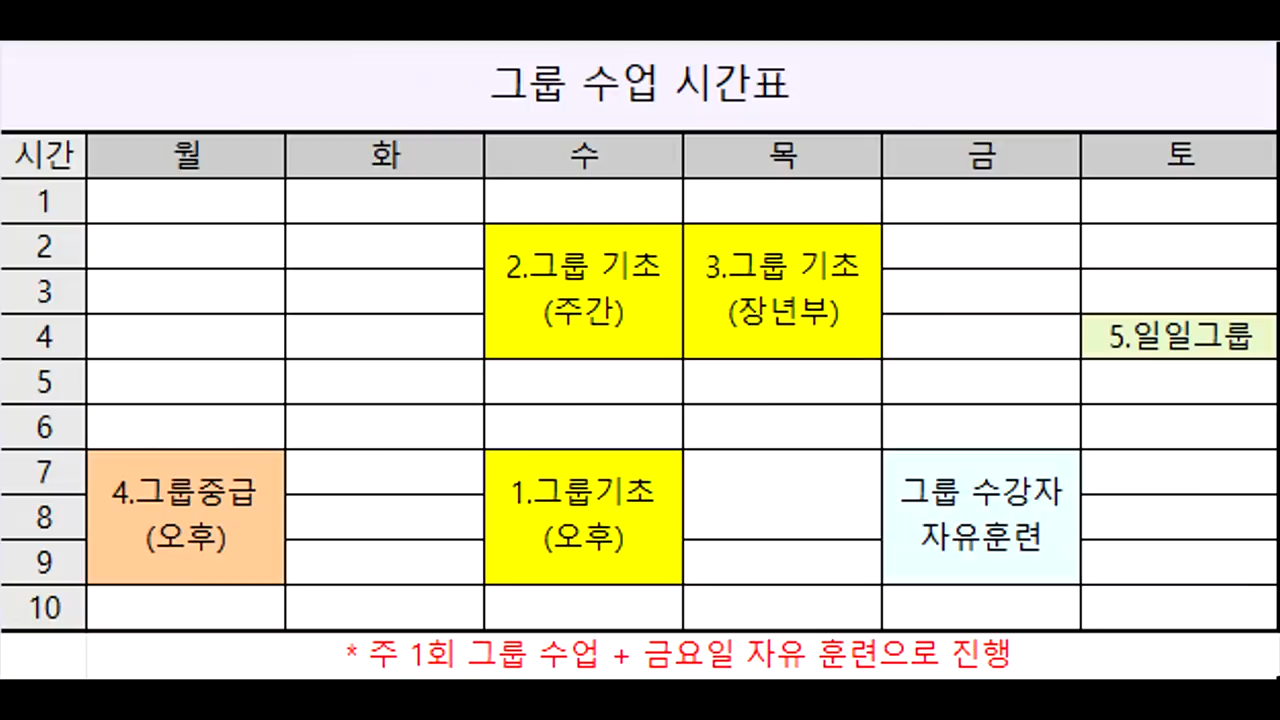 그룹 수업 시간표
시간 월 화 수 목 금 토
1
2
2.그룹 기초 3.그룹 기초
3
(주간) (장년부)
4 5.일일그룹
5
6
7
4.그룹중급 1.그룹기초 그룹 수강자
8
(오후) (오후) 자유훈련
9
10
* 주 1회 그룹 수업 + 금요일 자유 훈련으로 진행